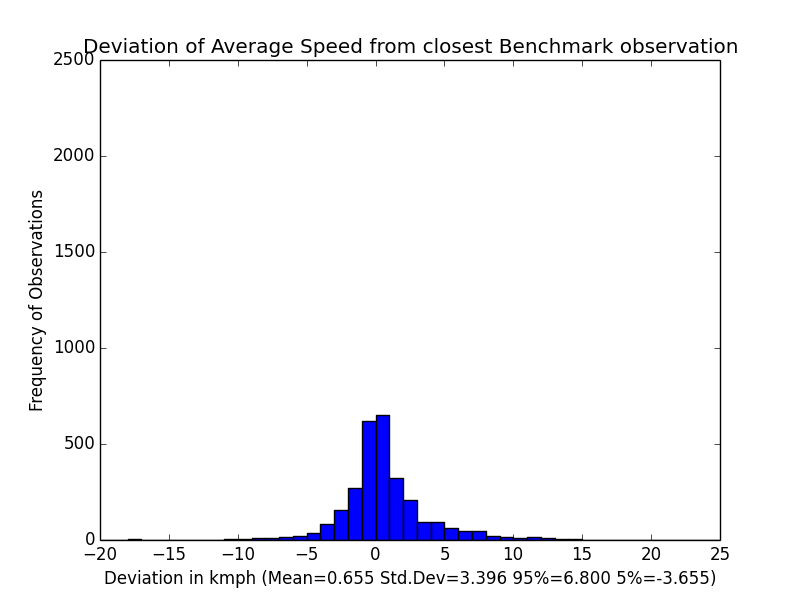 Deviation of Average Speed from closest Benchmark observation
2500
2000
1500
1000
500
0
Frequency of Observations
−20 −15 −10 −5 0 5 10 15 20 25
Deviation in kmph (Mean=0.655 Std.Dev=3.396 95%=6.800 5%=-3.655)